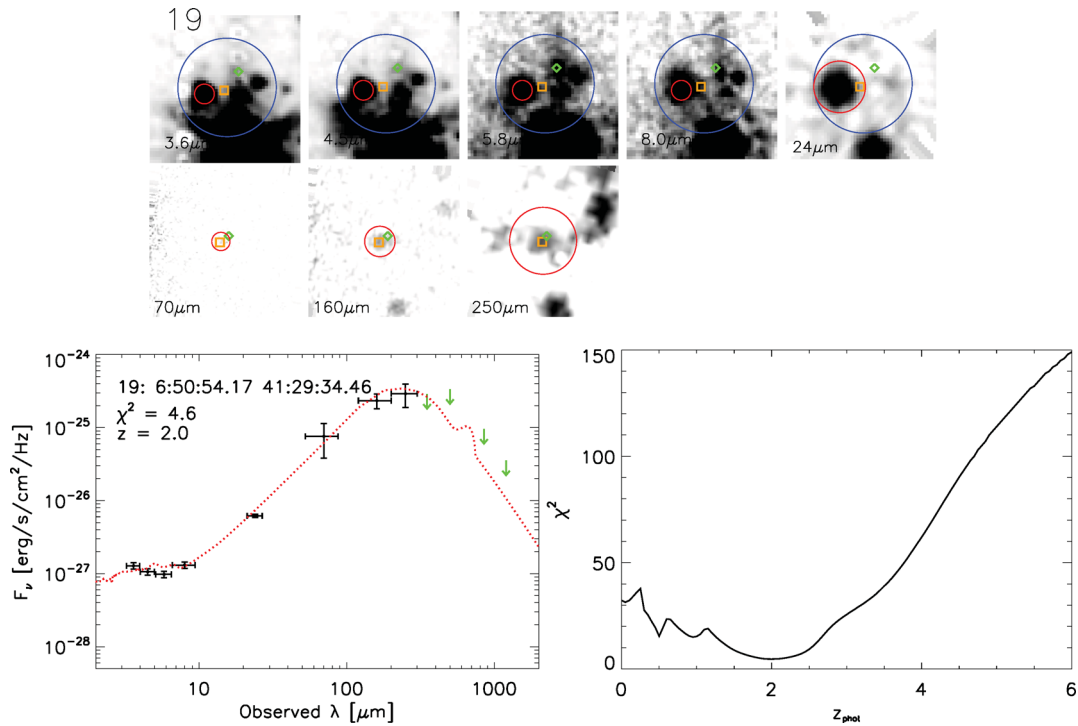 19
3.6μm
4.5μm
5.8μm
8.0μm
24μm
70μm
160μm
250μm
10⁻²⁴
10⁻²⁵
10⁻²⁶
10⁻²⁷
10⁻²⁸
F_ν [erg/s/cm²/Hz]
19: 6:50:54.17 41:29:34.46
χ² = 4.6
z = 2.0
10
100
1000
Observed λ [μm]
150
100
50
0
χ²
0
2
4
6
z_phot